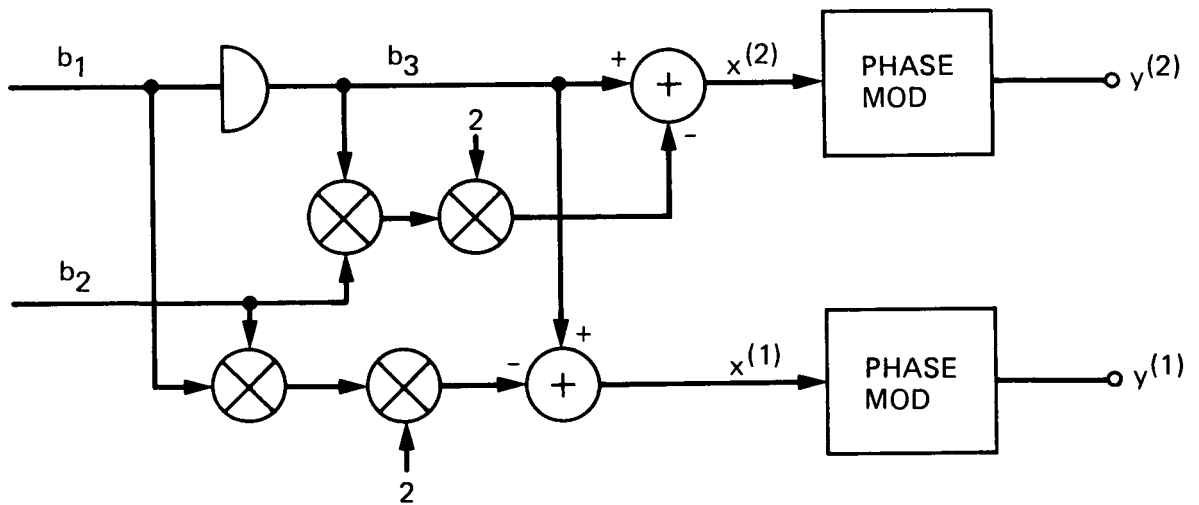 b1
b3
+
+
x(2)
PHASE
MOD
y(2)
2
-
b2
+
-
+
x(1)
PHASE
MOD
y(1)
2